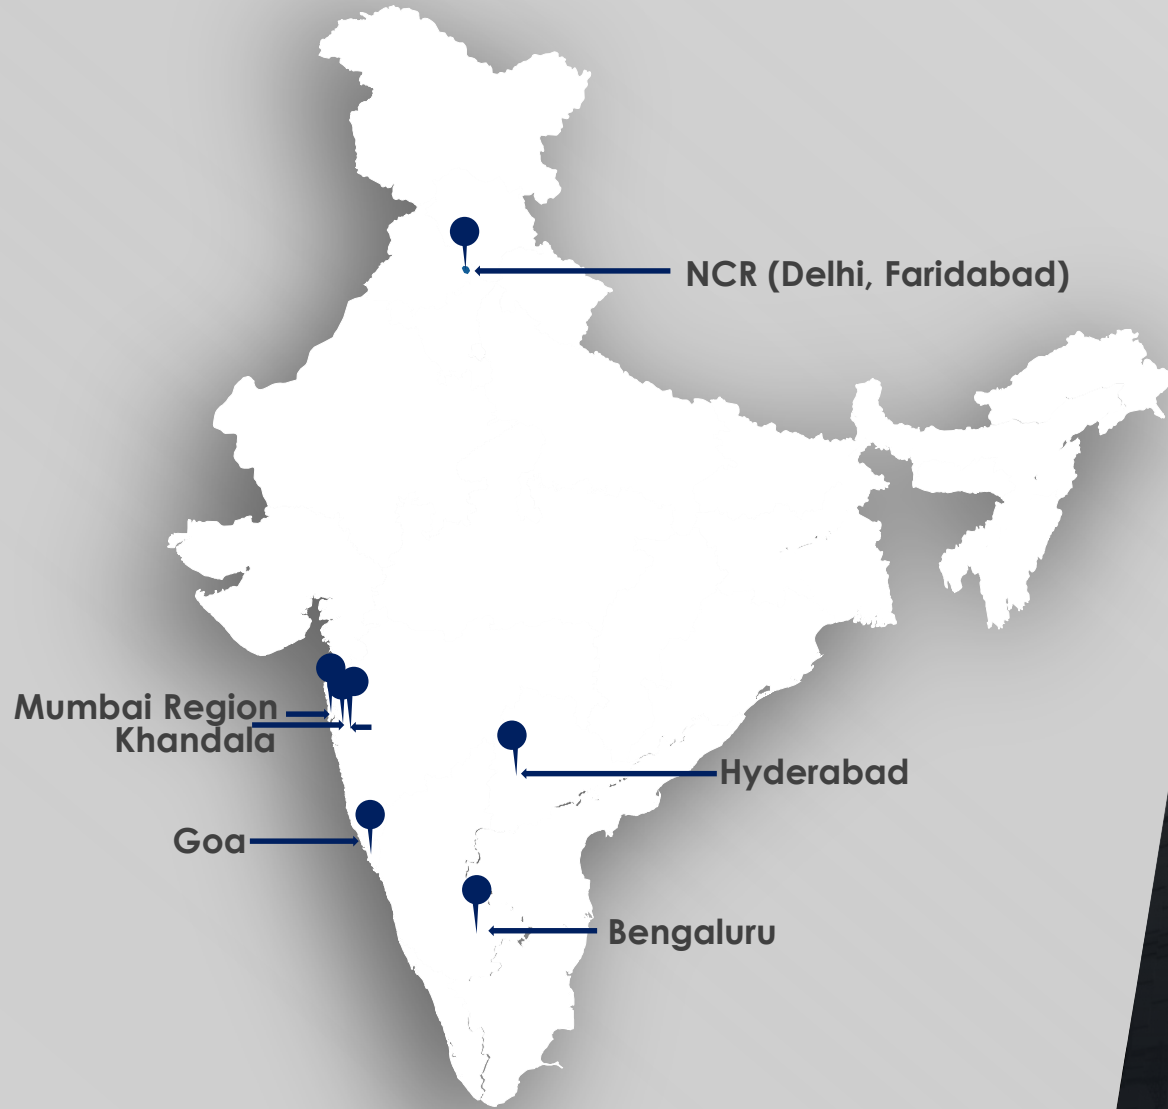 NCR (Delhi, Faridabad)
Mumbai Region
Khandala
Hyderabad
Goa
Bengaluru